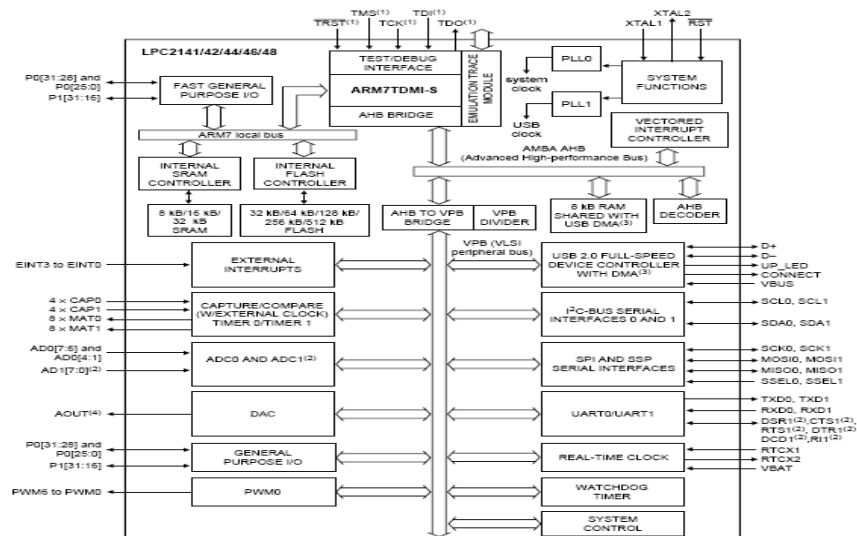 TMS(1) TDI(1)
TRST(1) TCK(1) TDO(1)
XTAL2
XTAL1 RST
LPC2141/42/44/46/48
P0[31:28] and
P0[25:0]
P1[31:16]
FAST GENERAL
PURPOSE I/O
TEST/DEBUG
INTERFACE
ARM7TDMI-S
AHB BRIDGE
EMULATION TRACE
MODULE
PLL0
system
clock
PLL1
USB
clock
SYSTEM
FUNCTIONS
VECTORED
INTERRUPT
CONTROLLER
ARM7 local bus
AMBA AHB
(Advanced High-performance Bus)
INTERNAL
SRAM
CONTROLLER
INTERNAL
FLASH
CONTROLLER
8 kB/16 kB/
32 kB
SRAM
32 kB/64 kB/128 kB/
256 kB/512 kB
FLASH
AHB TO VPB
BRIDGE
VPB
DIVIDER
8 kB RAM
SHARED WITH
USB DMA(3)
AHB
DECODER
VPB (VLSI
peripheral bus)
EINT3 to EINT0
EXTERNAL
INTERRUPTS
USB 2.0 FULL-SPEED
DEVICE CONTROLLER
WITH DMA(3)
D+
D−
UP_LED
CONNECT
VBUS
4 × CAP0
4 × CAP1
8 × MAT0
8 × MAT1
CAPTURE/COMPARE
(W/EXTERNAL CLOCK)
TIMER 0/TIMER 1
I2C-BUS SERIAL
INTERFACES 0 AND 1
SCL0, SCL1
SDA0, SDA1
AD0[7:6] and
AD0[4:1]
AD1[7:0](2)
ADC0 AND ADC1(2)
SPI AND SSP
SERIAL INTERFACES
SCK0, SCK1
MOSI0, MOSI1
MISO0, MISO1
SSEL0, SSEL1
AOUT(4)
DAC
UART0/UART1
TXD0, TXD1
RXD0, RXD1
DSR1(2),CTS1(2),
RTS1(2), DTR1(2)
DCD1(2),RI1(2)
P0[31:28] and
P0[25:0]
P1[31:16]
GENERAL
PURPOSE I/O
REAL-TIME CLOCK
RTCX1
RTCX2
VBAT
PWM6 to PWM0
PWM0
WATCHDOG
TIMER
SYSTEM
CONTROL